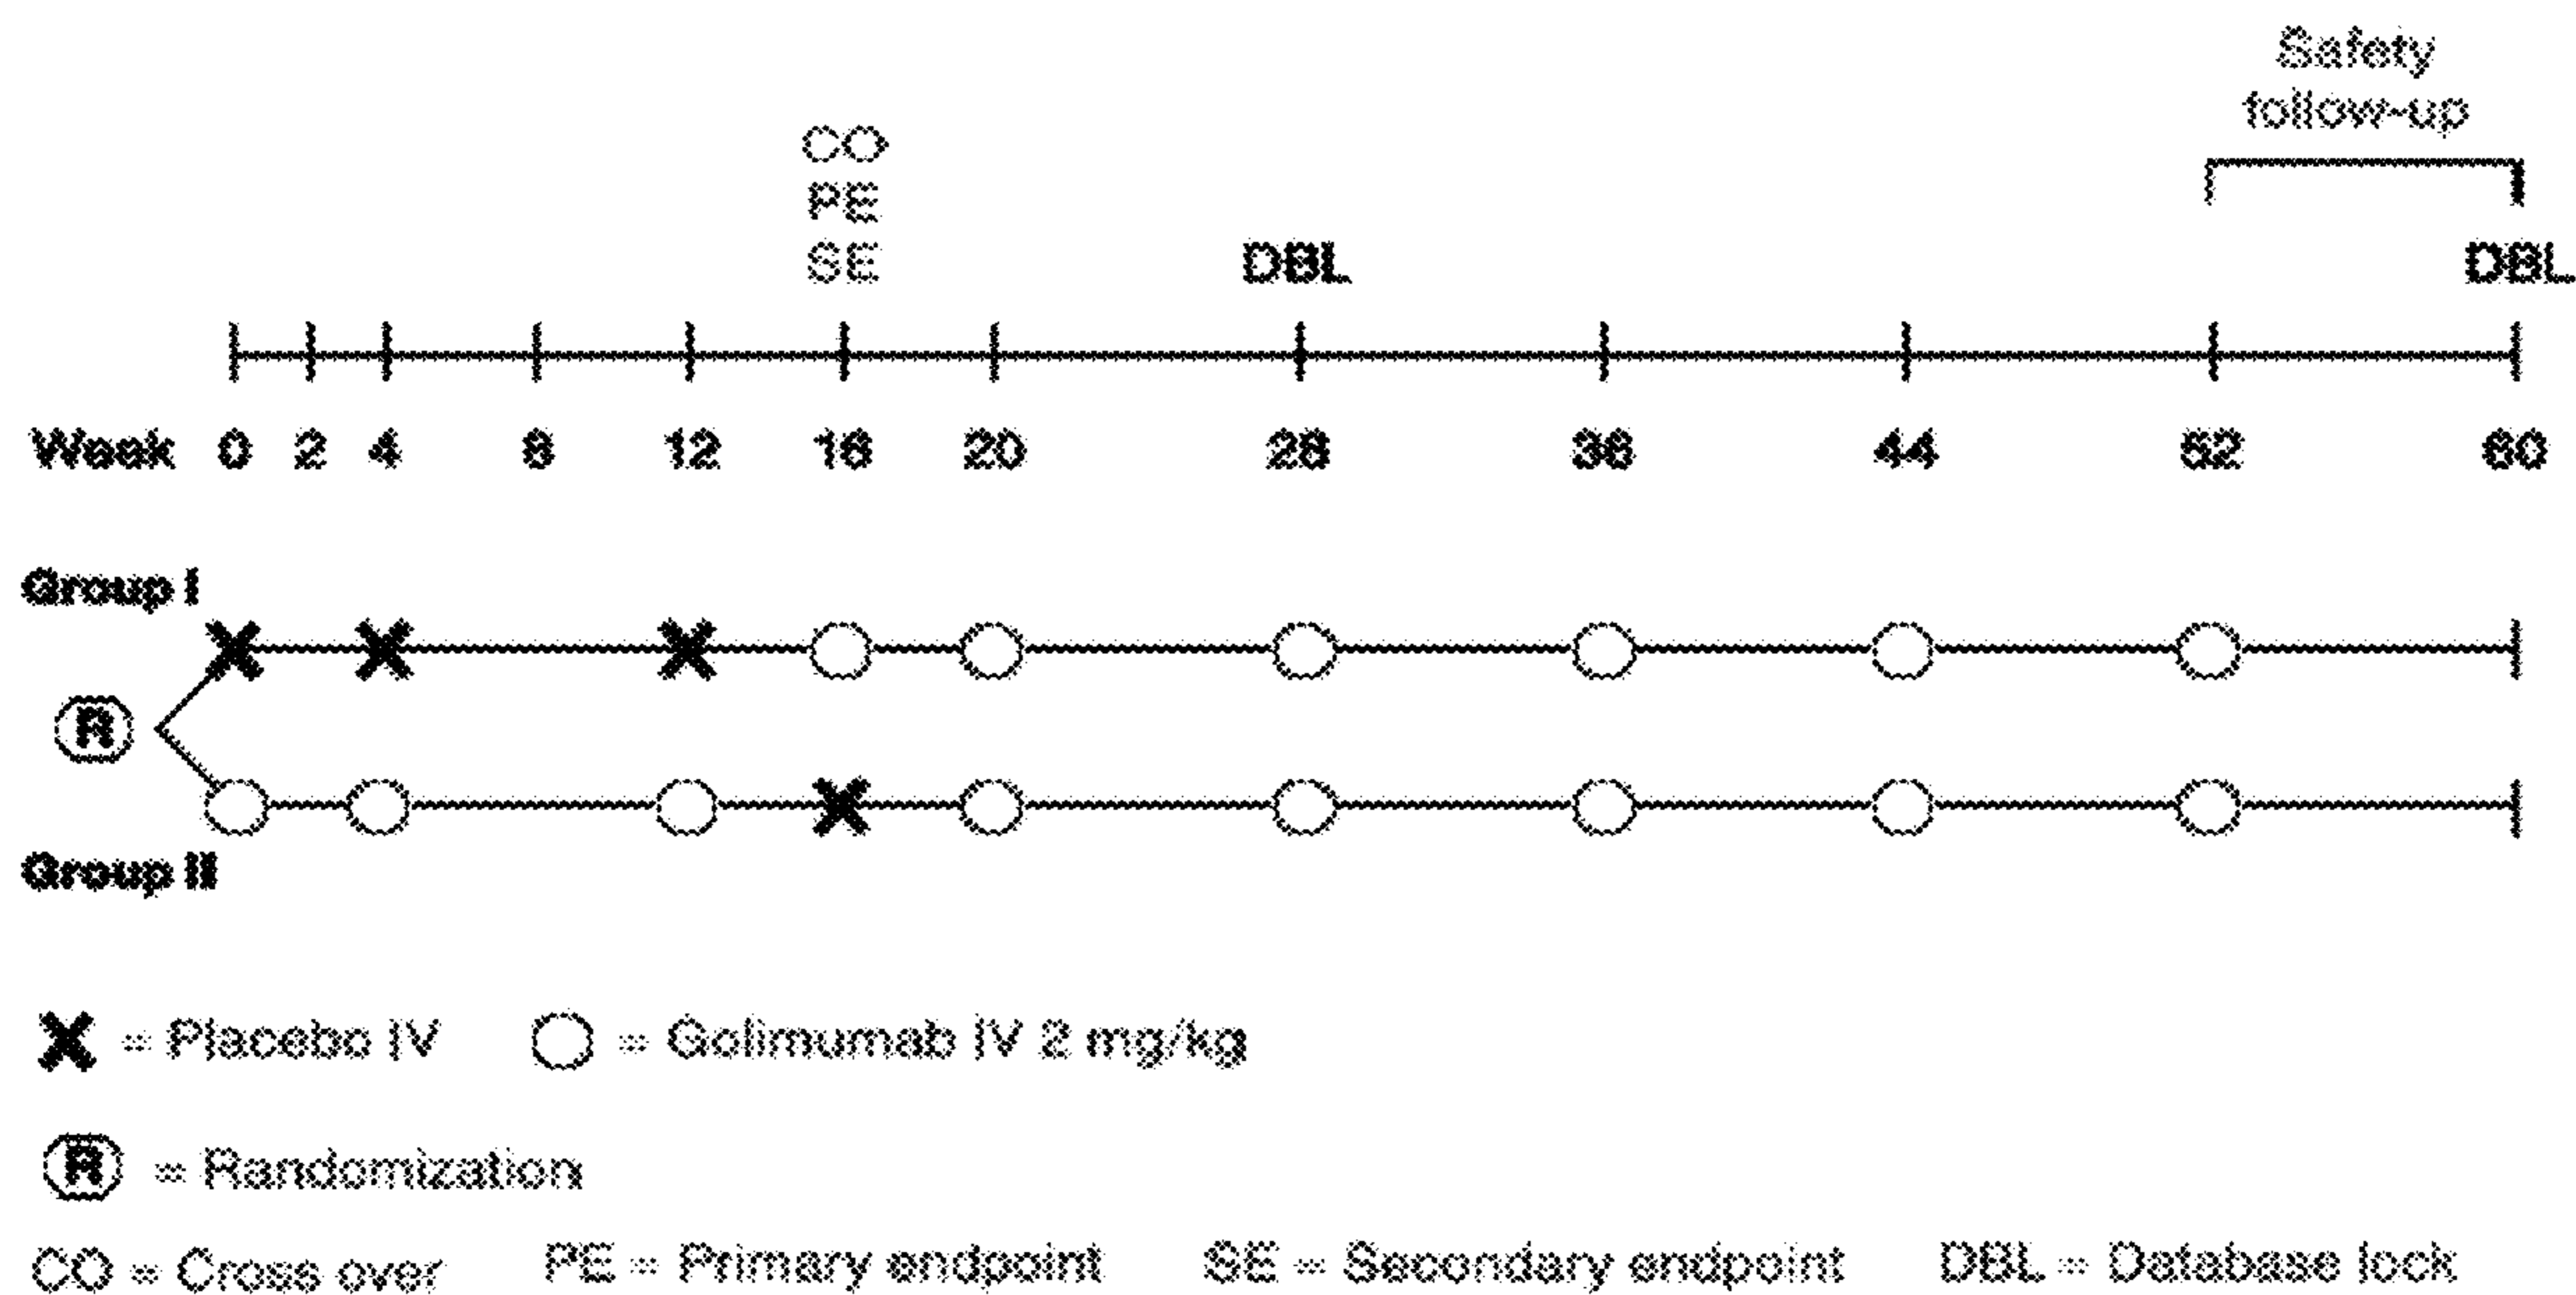 Safety
follow-up
CO
PE
SE
DBL
DBL
Week 0 2 4 8 12 16 20 28 36 44 52 60
Group I
R
Group II
= Placebo IV = Golimumab IV 2 mg/kg
R = Randomization
CO = Cross over PE = Primary endpoint SE = Secondary endpoint DBL = Database lock